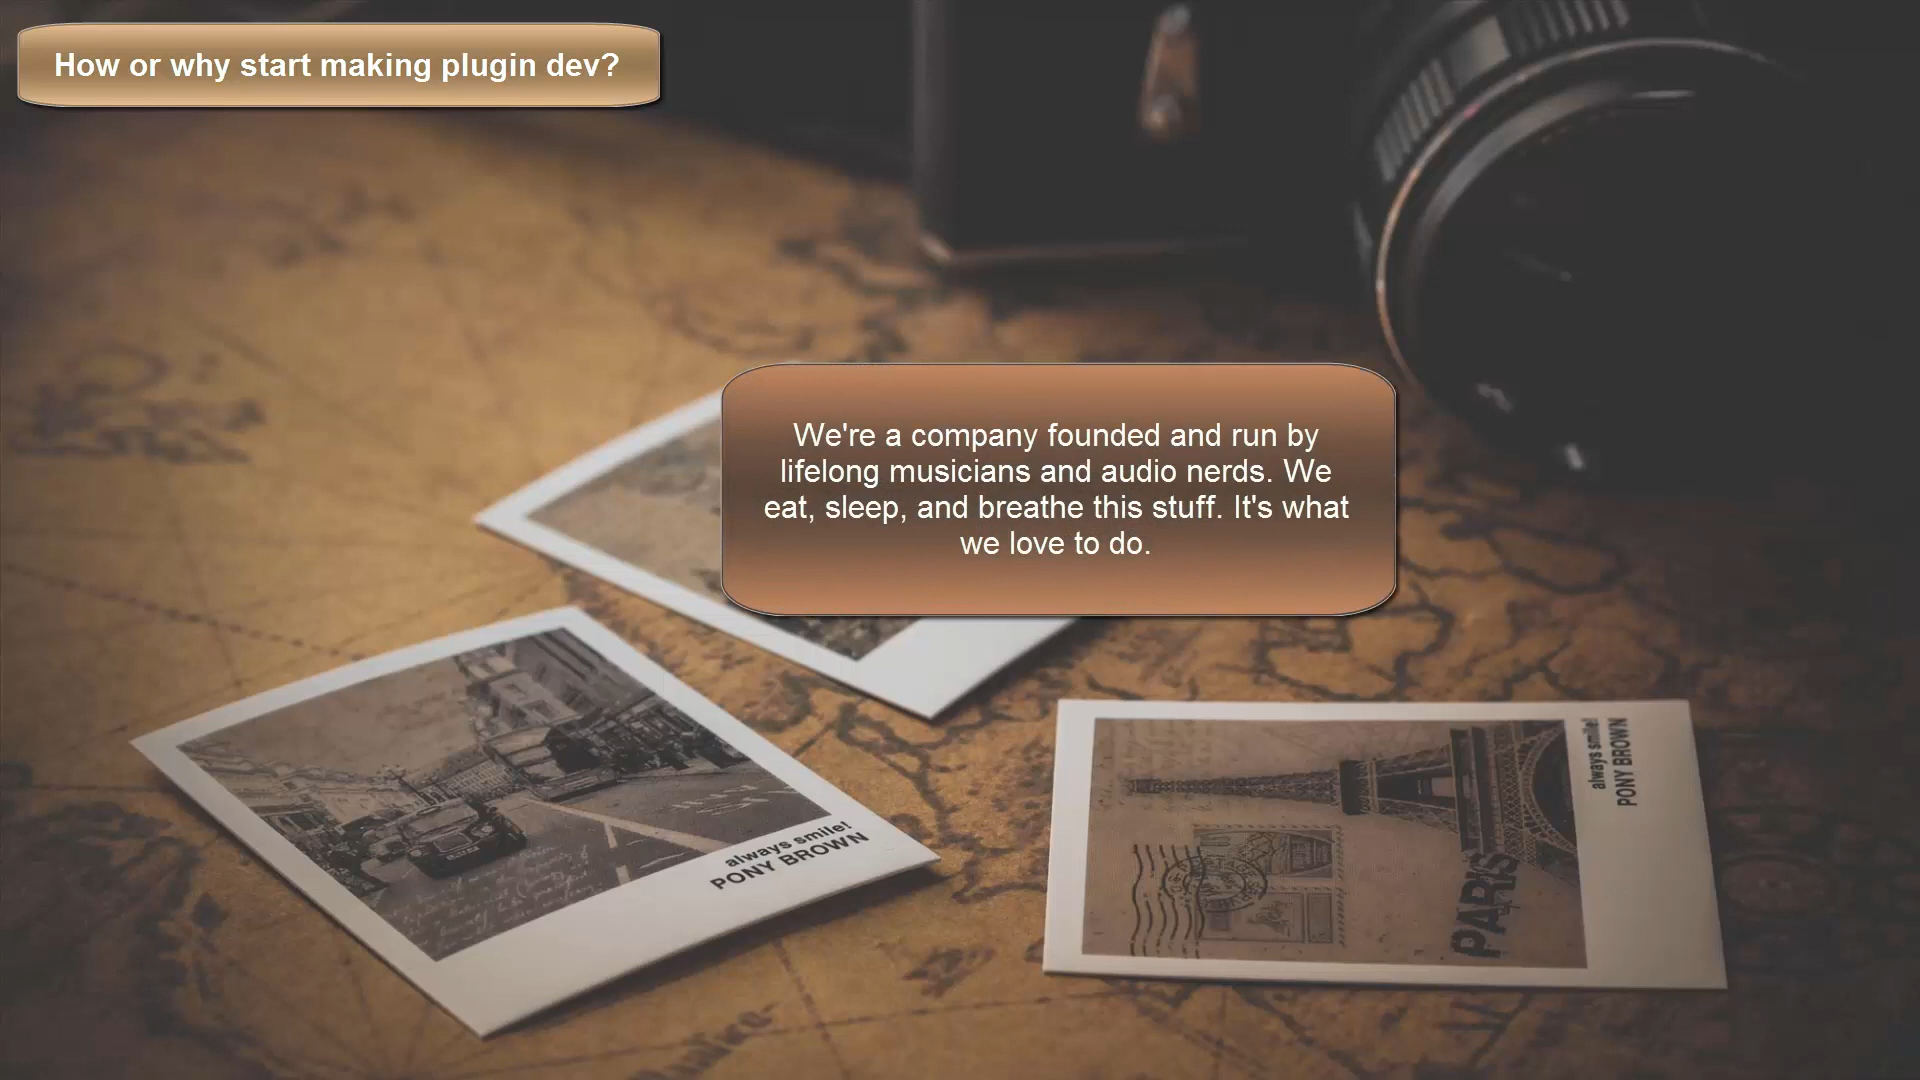 How or why start making plugin dev?
We're a company founded and run by
lifelong musicians and audio nerds. We
eat, sleep, and breathe this stuff. It's what
we love to do.
always smile!
PONY BROWN
always smile!
PONY BROWN
PARIS